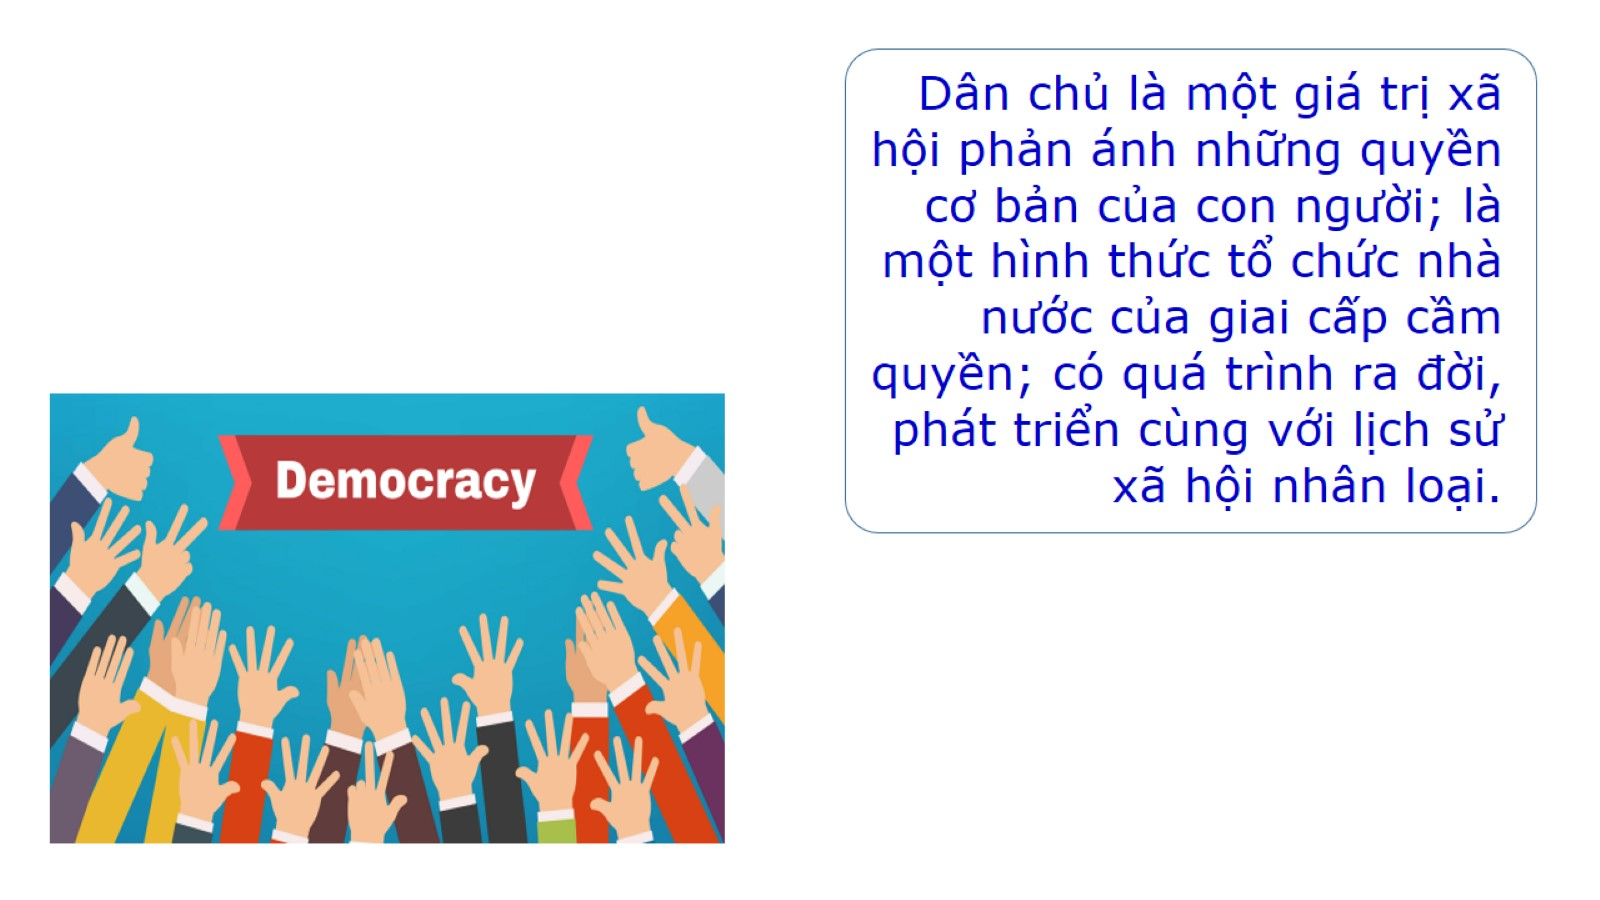 Dân chủ là một giá trị xã
hội phản ánh những quyền
cơ bản của con người; là
một hình thức tổ chức nhà
nước của giai cấp cầm
quyền; có quá trình ra đời,
phát triển cùng với lịch sử
xã hội nhân loại.
Democracy